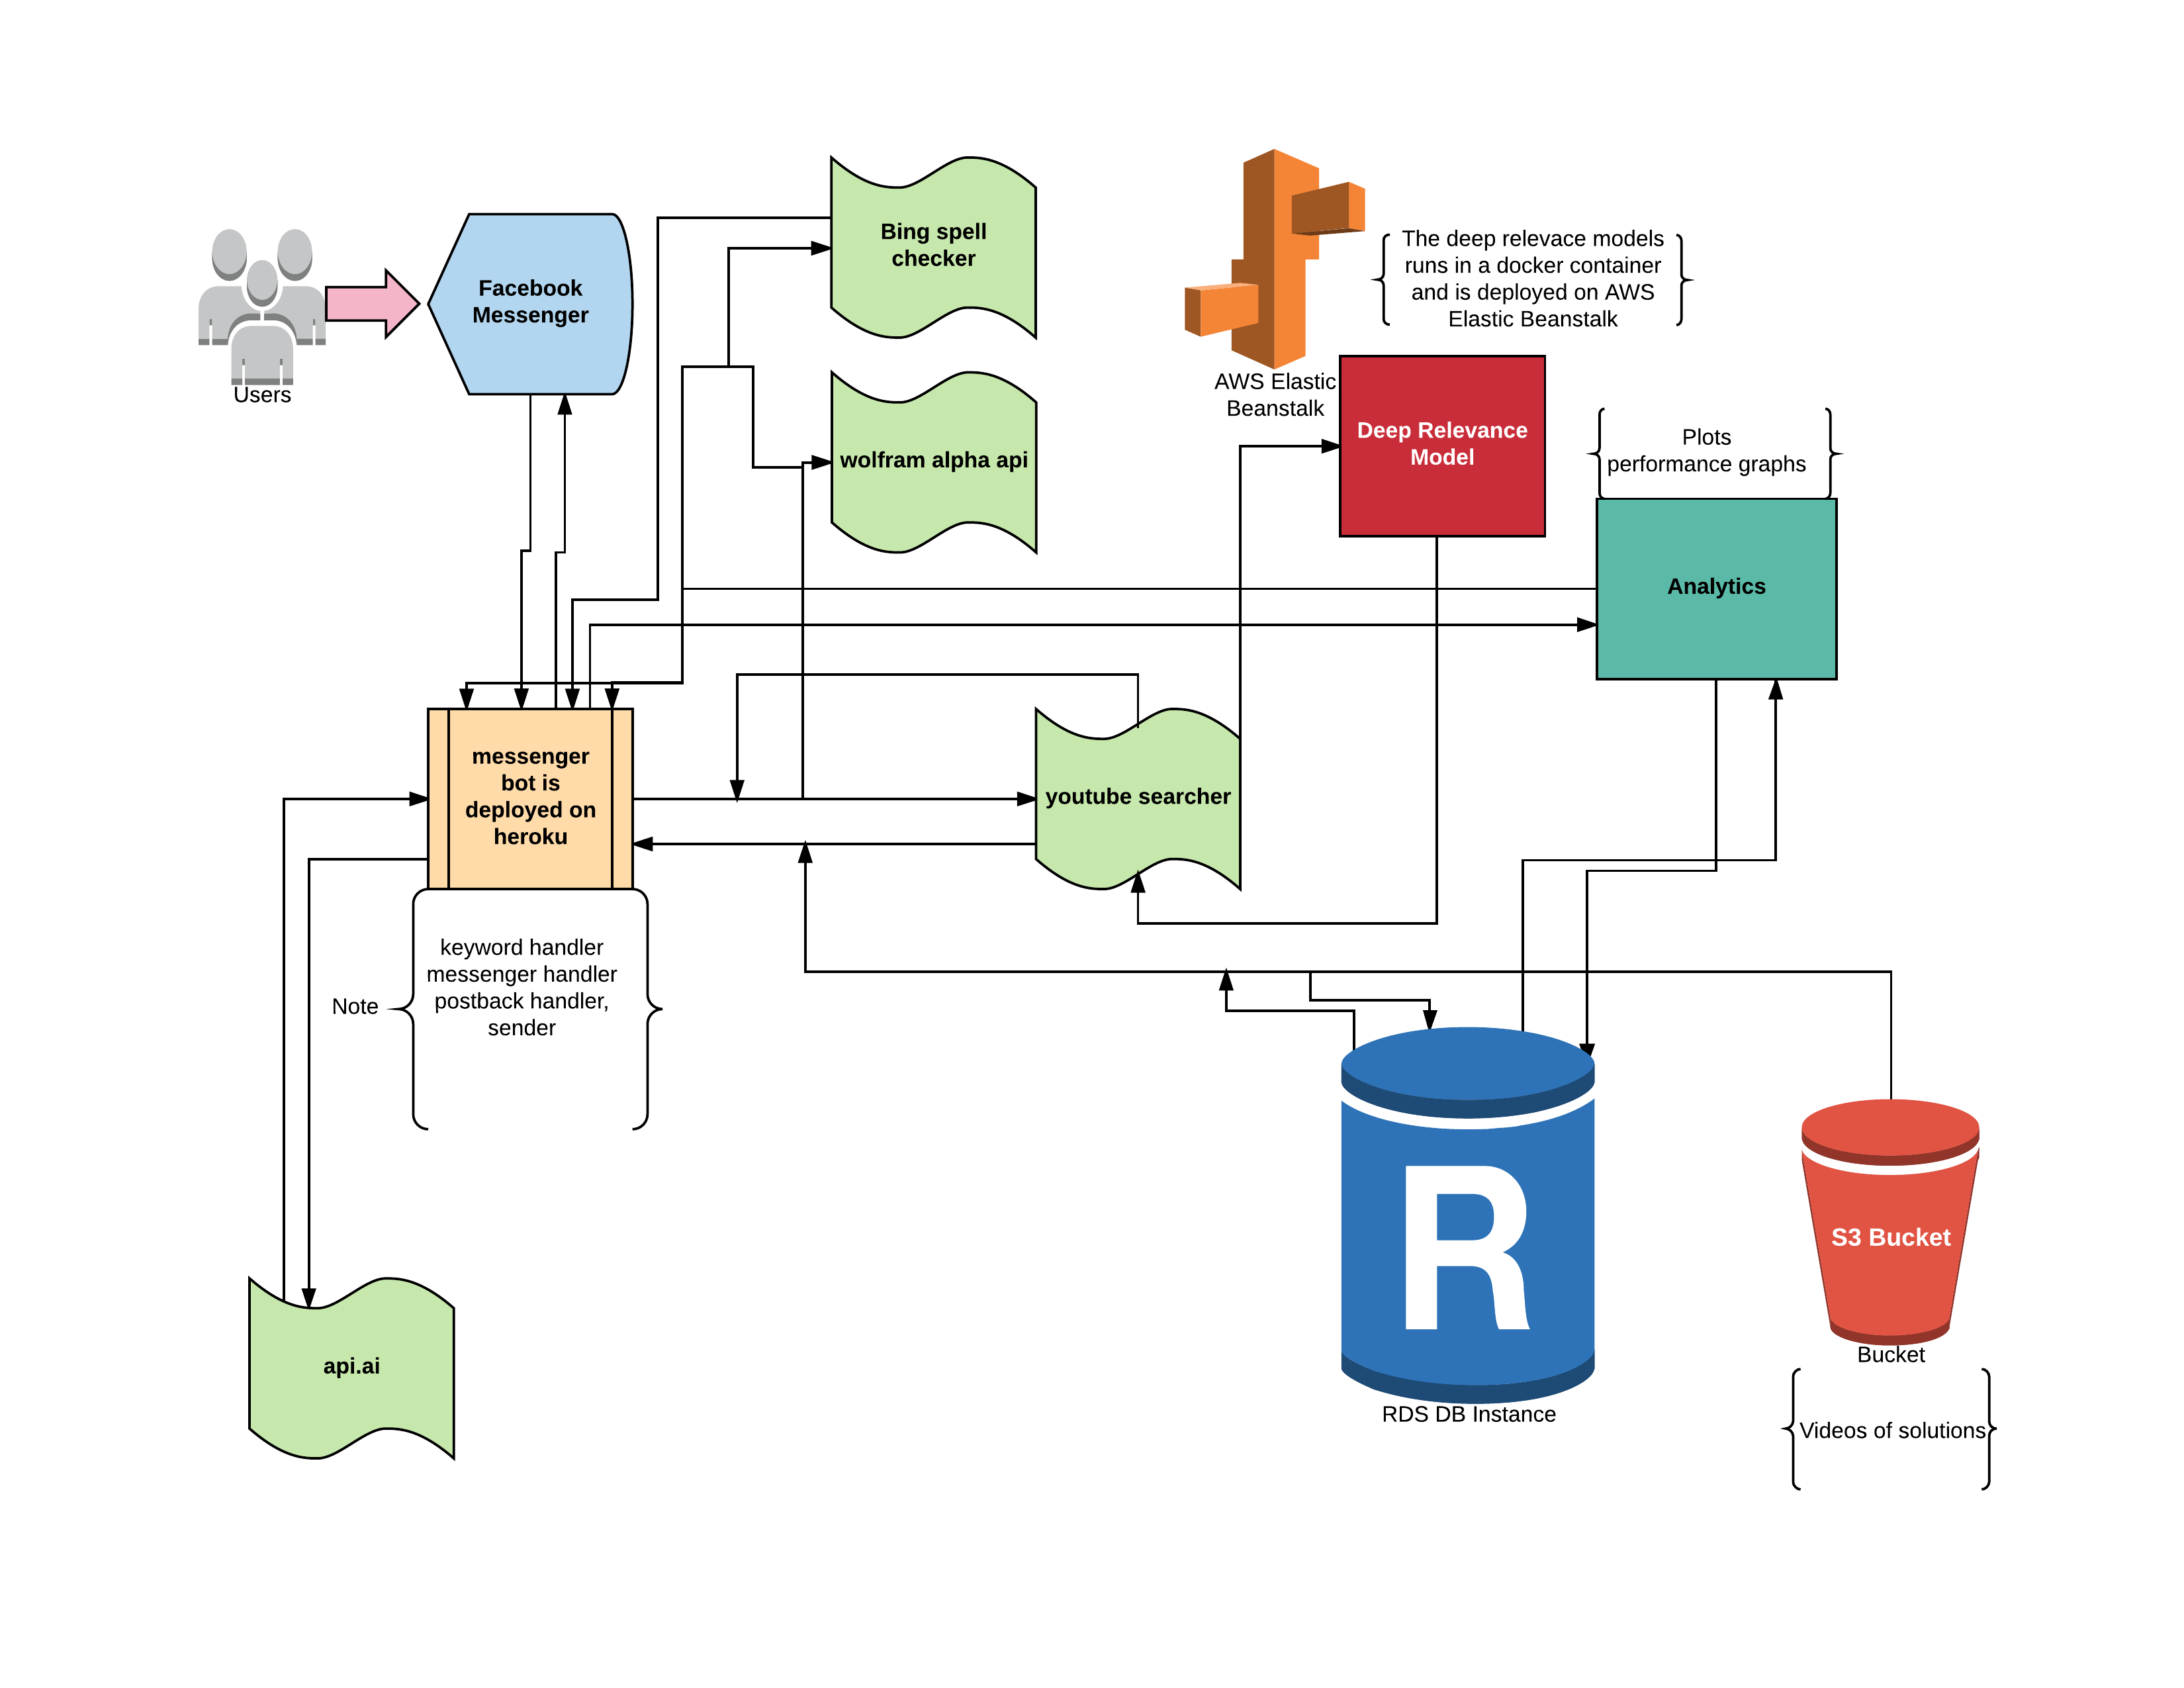 Users
Facebook
Messenger
Bing spell
checker
wolfram alpha api
AWS Elastic
Beanstalk
The deep relevace models
runs in a docker container
and is deployed on AWS
Elastic Beanstalk
Deep Relevance
Model
Plots
performance graphs
Analytics
messenger
bot is
deployed on
heroku
youtube searcher
Note
keyword handler
messenger handler
postback handler,
sender
api.ai
R
RDS DB Instance
S3 Bucket
Bucket
Videos of solutions